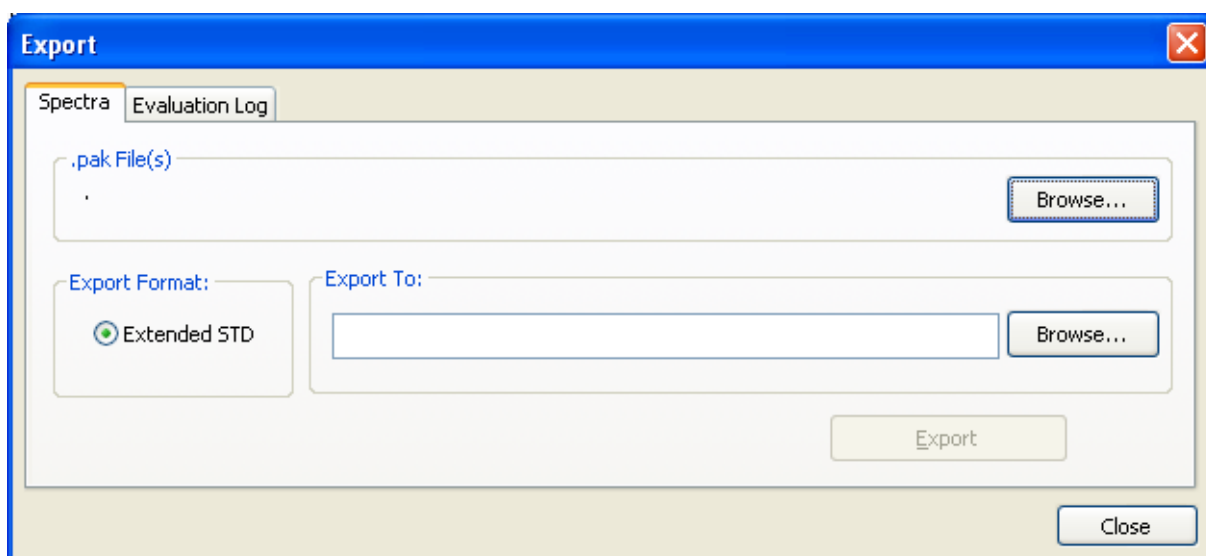 Export
Spectra
Evaluation Log
.pak File(s)
.
Browse...
Export Format:
Export To:
Extended STD
Browse...
Export
Close